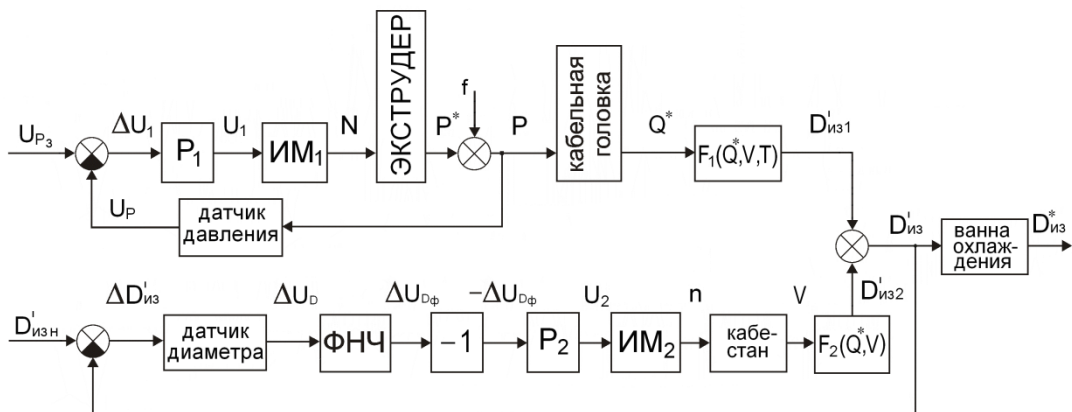 U_Pз
ΔU₁
P₁
U₁
ИМ₁
N
ЭКСТРУДЕР
P*
f
P
кабельная
головка
Q*
F₁(Q*,V,T)
D'из1
U_P
датчик
давления
D'из
ванна
охлаж-
дения
D*из
D'из2
D'из н
ΔD'из
датчик
диаметра
ΔU_D
ФНЧ
ΔU_Dф
−1
−ΔU_Dф
P₂
U₂
ИМ₂
n
кабе-
стан
V
F₂(Q*,V)